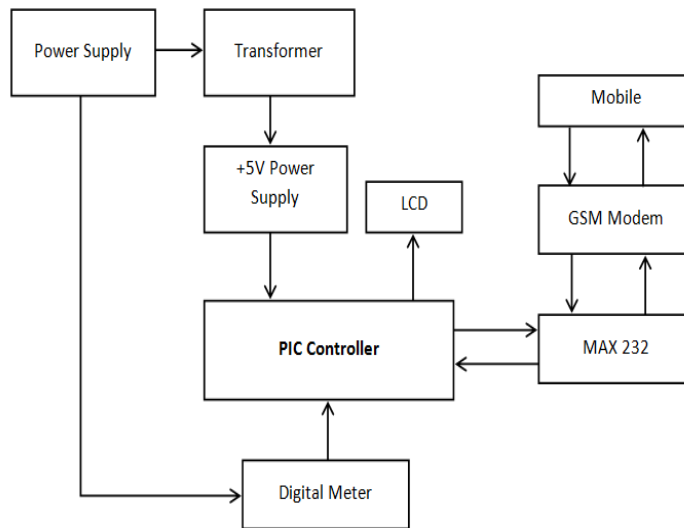 Power Supply
Transformer
Mobile
+5V Power
Supply
LCD
GSM Modem
PIC Controller
MAX 232
Digital Meter